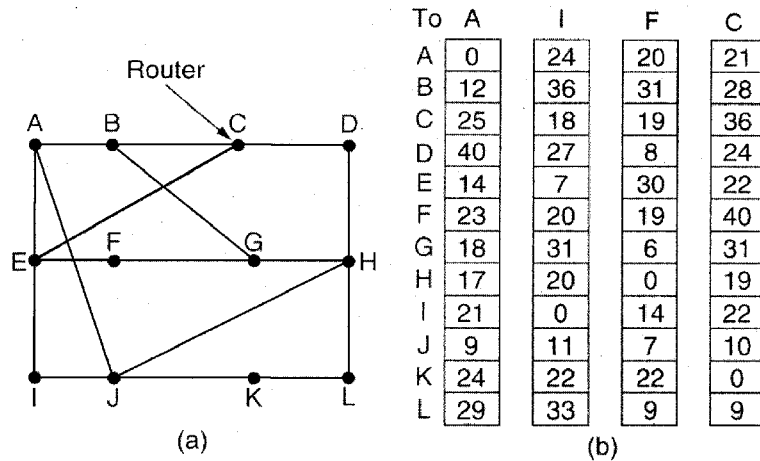 Router
A B C D
E F G H
I J K L
(a)
To A I F C
A 0 24 20 21
B 12 36 31 28
C 25 18 19 36
D 40 27 8 24
E 14 7 30 22
F 23 20 19 40
G 18 31 6 31
H 17 20 0 19
I 21 0 14 22
J 9 11 7 10
K 24 22 22 0
L 29 33 9 9
(b)